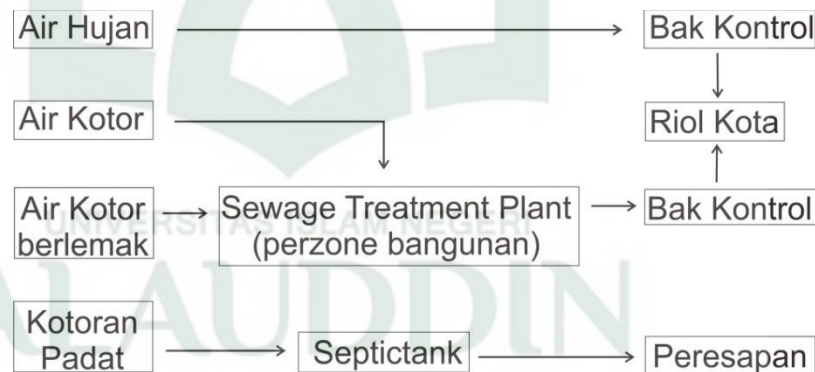 Air Hujan
Bak Kontrol
Air Kotor
Riol Kota
Air Kotor
berlemak
Sewage Treatment Plant
(perzone bangunan)
Bak Kontrol
UNIVERSITAS ISLAM NEGERI
ALAUDDIN
Kotoran
Padat
Septictank
Peresapan